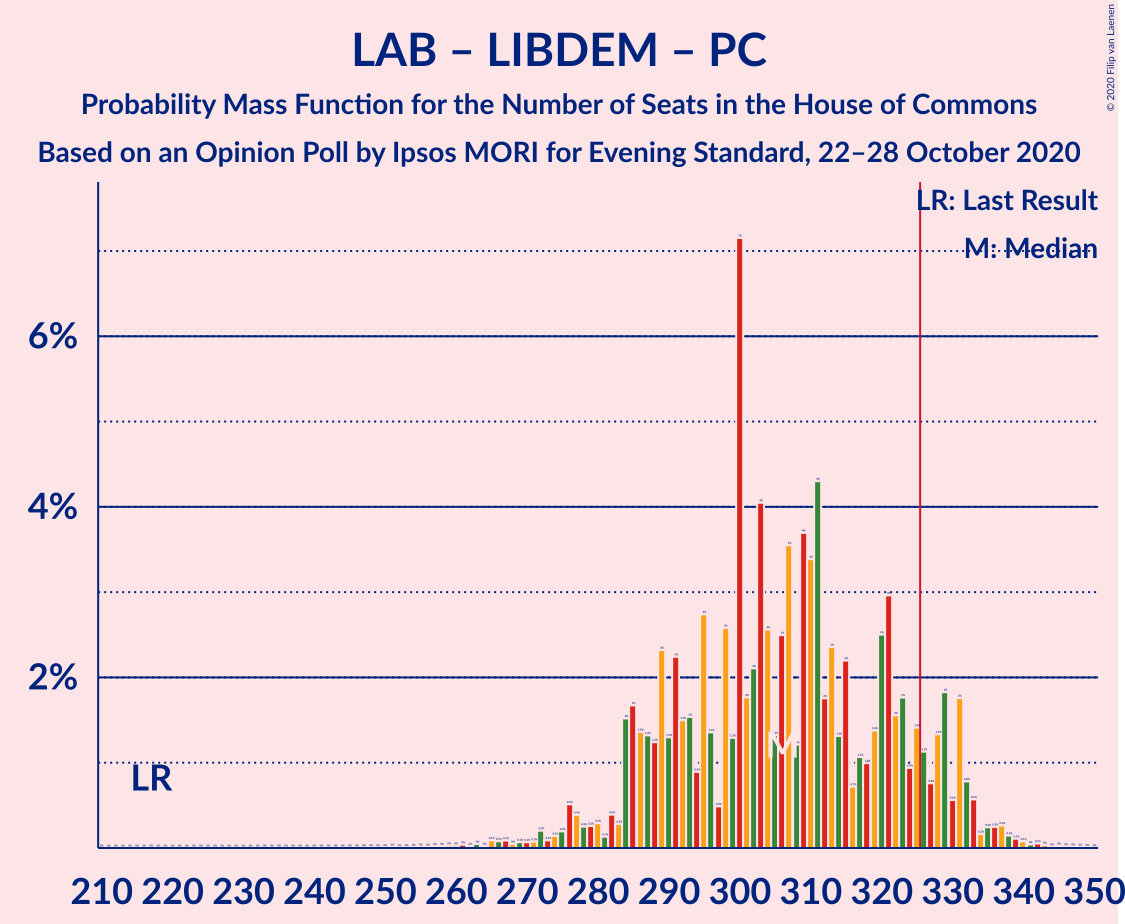 LAB – LIBDEM – PC
Probability Mass Function for the Number of Seats in the House of Commons
Based on an Opinion Poll by Ipsos MORI for Evening Standard, 22–28 October 2020
© 2020 Filip van Laenen
LR: Last Result
M: Median
6%
4%
2%
LR
M
210 220 230 240 250 260 270 280 290 300 310 320 330 340 350